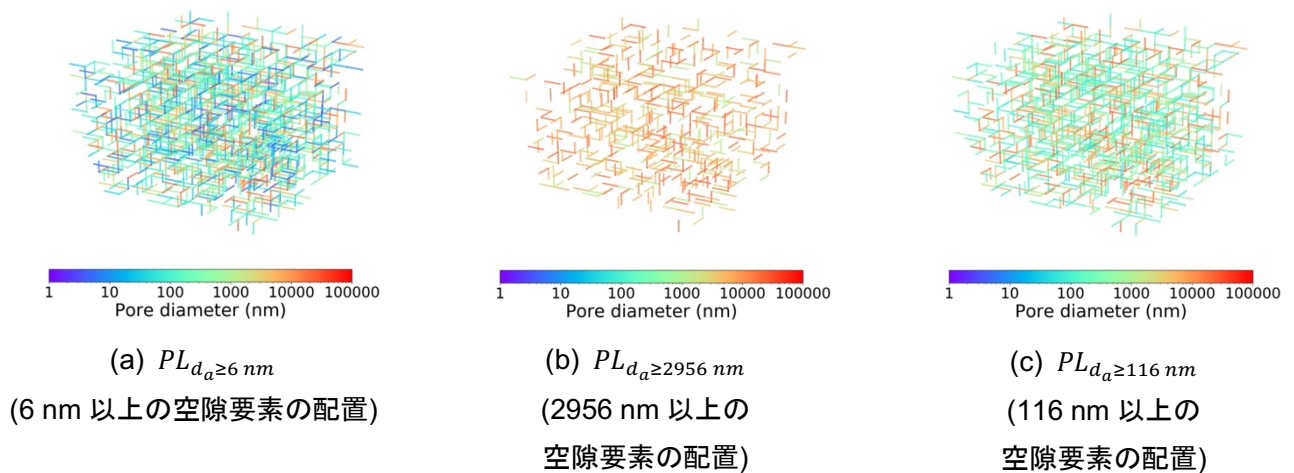 1 10 100 1000 10000 100000
Pore diameter (nm)
(a) PL_{d_a≥6 nm}
(6 nm 以上の空隙要素の配置)
1 10 100 1000 10000 100000
Pore diameter (nm)
(b) PL_{d_a≥2956 nm}
(2956 nm 以上の
空隙要素の配置)
1 10 100 1000 10000 100000
Pore diameter (nm)
(c) PL_{d_a≥116 nm}
(116 nm 以上の
空隙要素の配置)